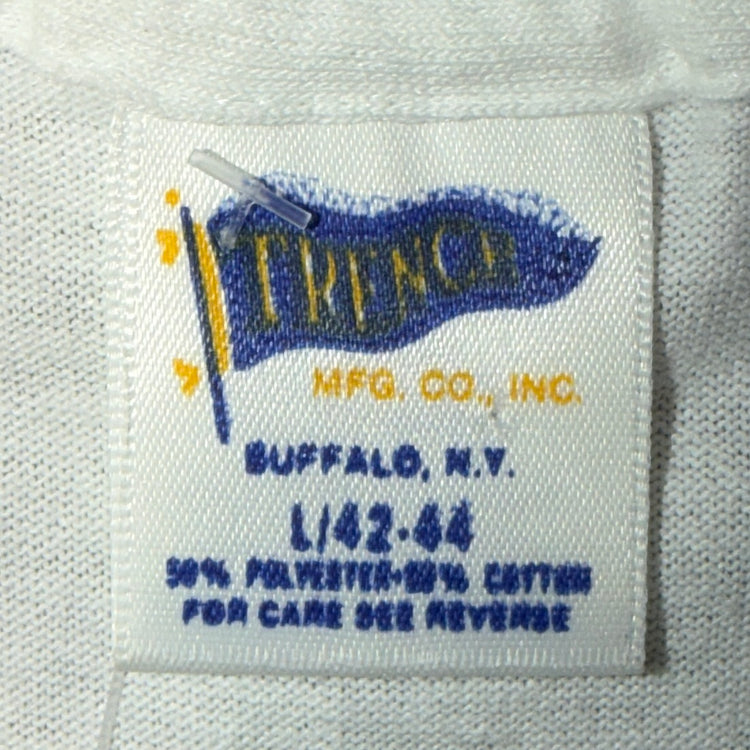 TRENCH
MFG. CO., INC.
BUFFALO, N.Y.
L/42-44
50% POLYESTER-50% COTTON
FOR CARE SEE REVERSE